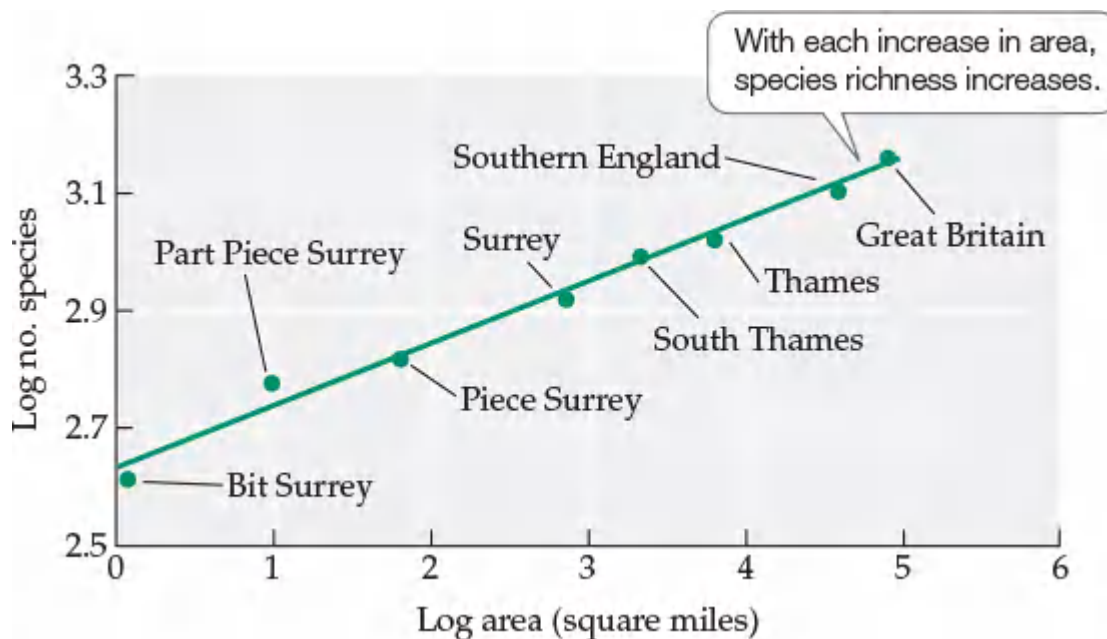 With each increase in area,
species richness increases.
3.3
3.1
2.9
2.7
2.5
Log no. species
Southern England
Great Britain
Part Piece Surrey
Surrey
Thames
South Thames
Piece Surrey
Bit Surrey
0 1 2 3 4 5 6
Log area (square miles)